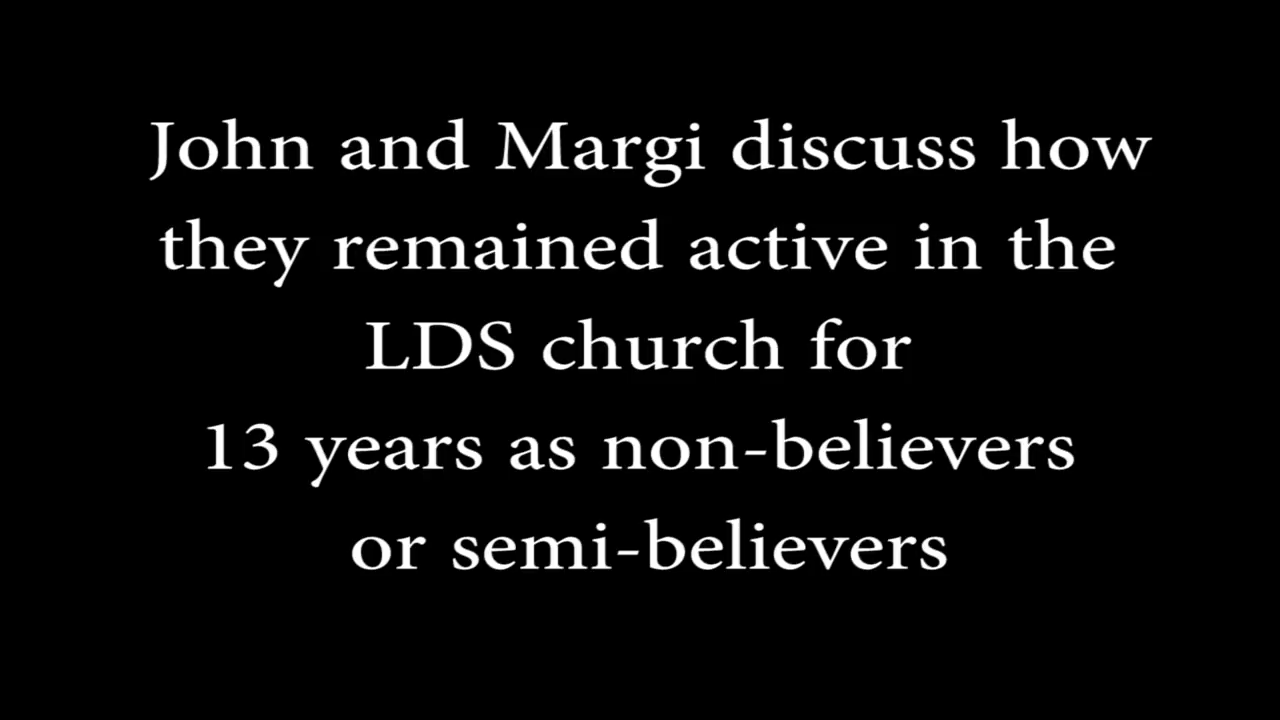 John and Margi discuss how
they remained active in the
LDS church for
13 years as non-believers
or semi-believers